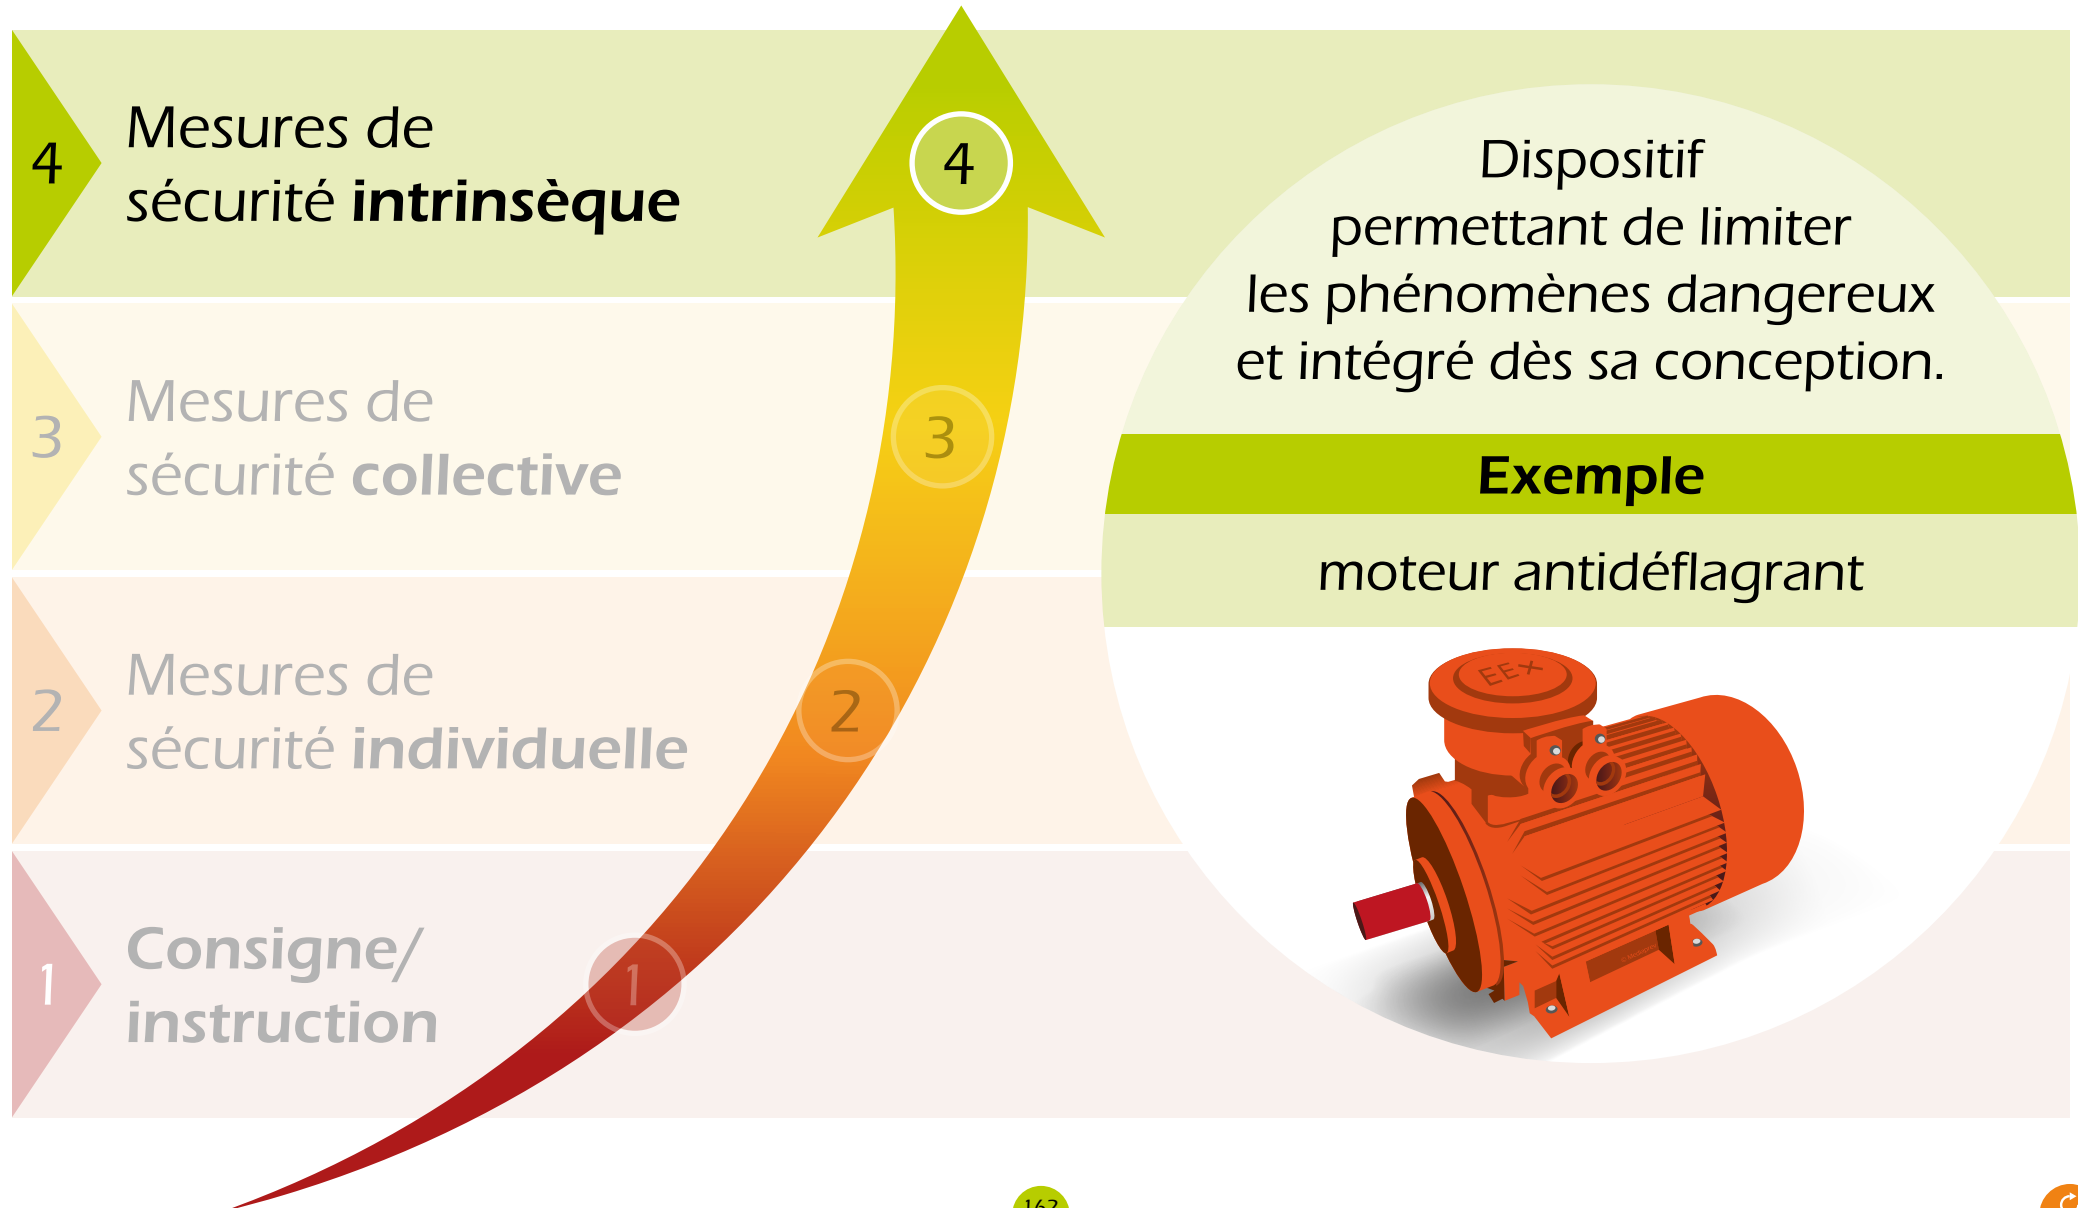 4
Mesures de
sécurité intrinsèque
4
Dispositif
permettant de limiter
les phénomènes dangereux
et intégré dès sa conception.
Exemple
moteur antidéflagrant
EEX
3
Mesures de
sécurité collective
3
2
Mesures de
sécurité individuelle
2
1
Consigne/
instruction
1
162